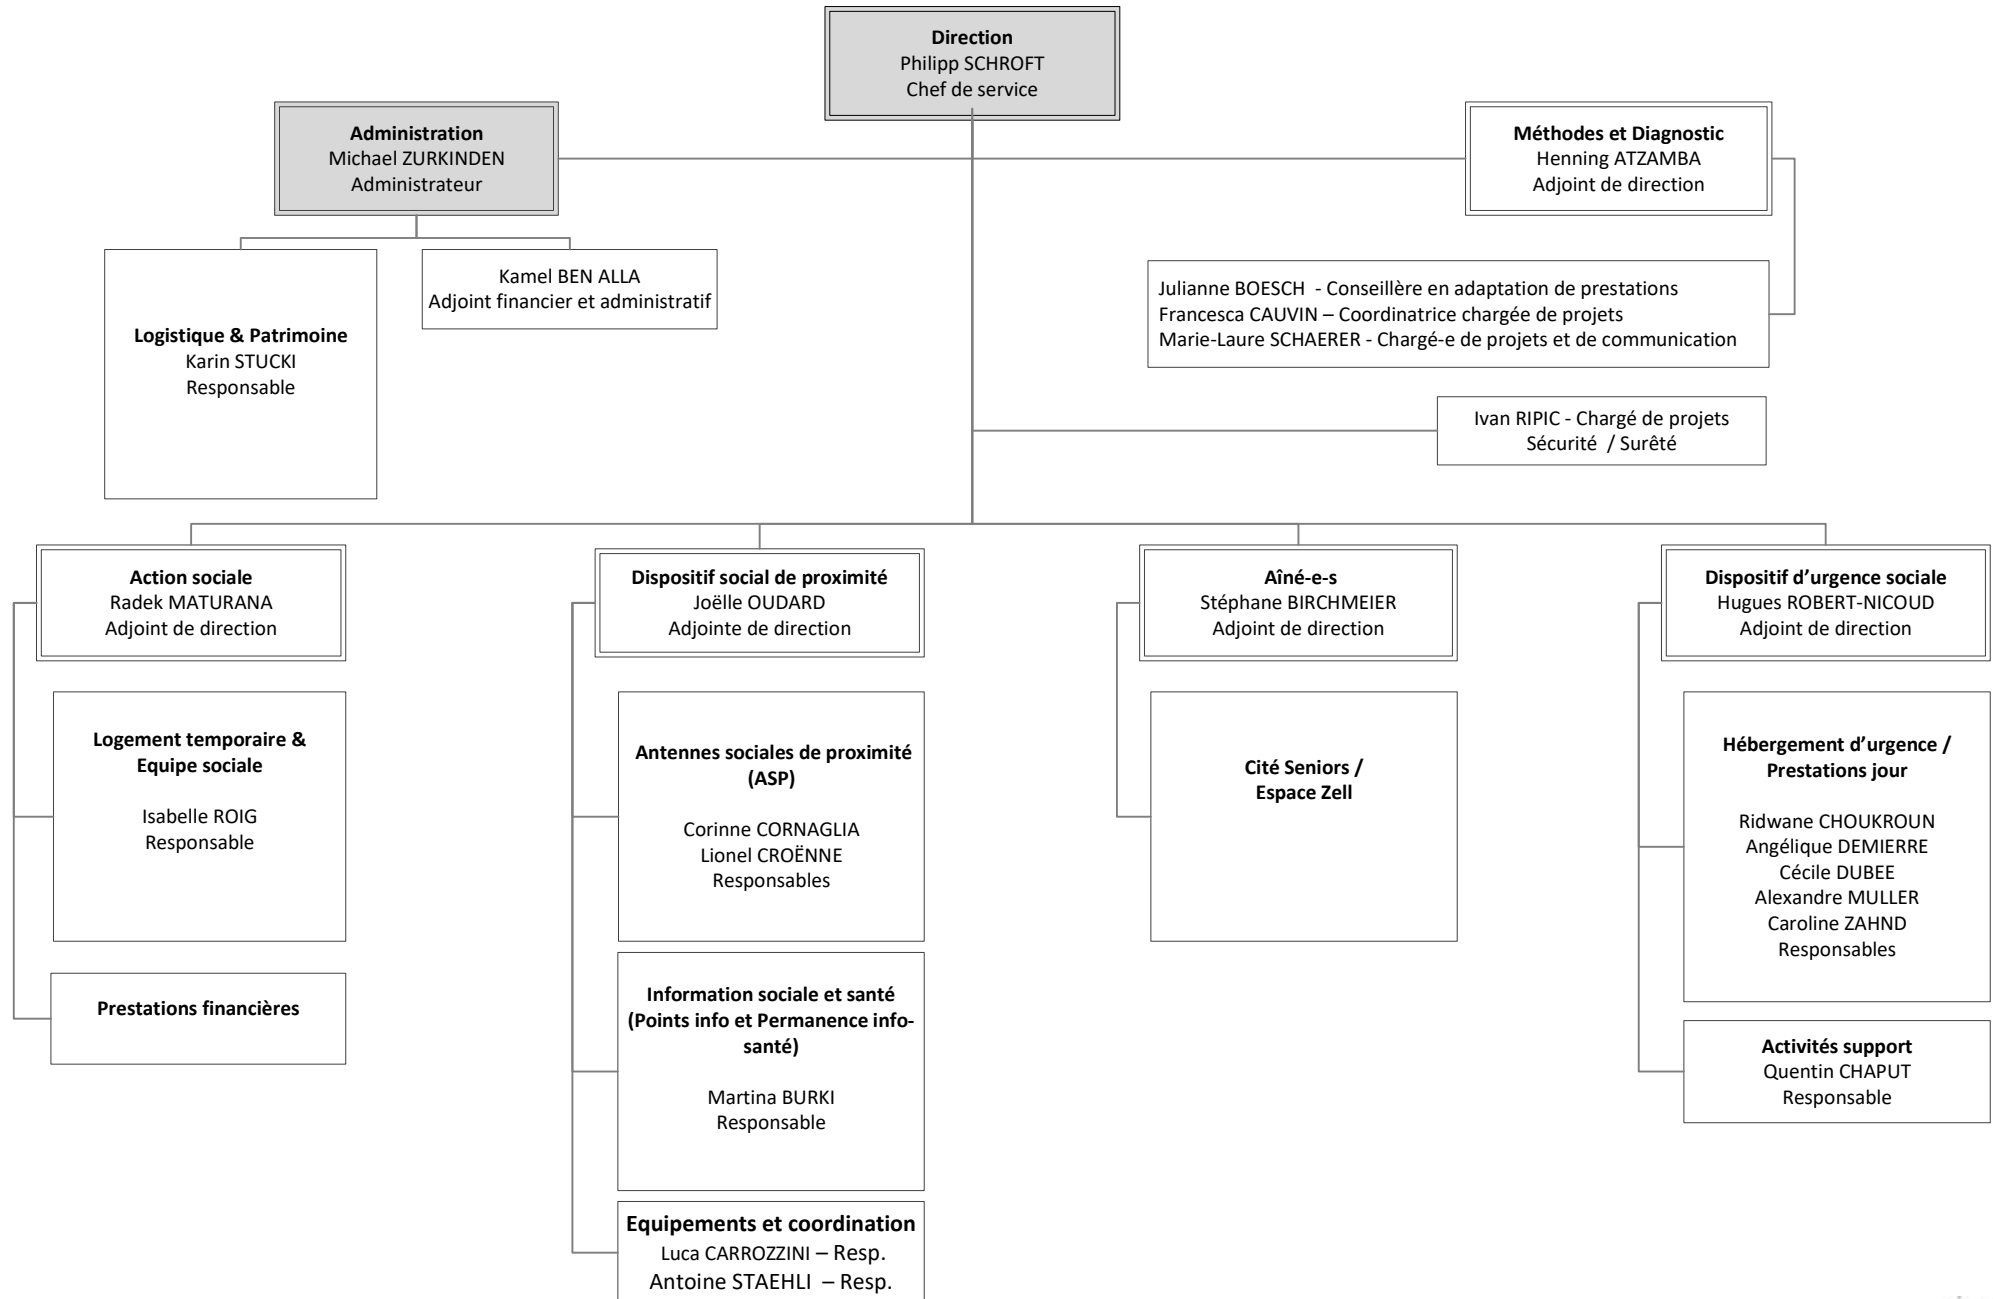 Direction
Philipp SCHROFT
Chef de service
Administration
Michael ZURKINDEN
Administrateur
Méthodes et Diagnostic
Henning ATZAMBA
Adjoint de direction
Logistique & Patrimoine
Karin STUCKI
Responsable
Kamel BEN ALLA
Adjoint financier et administratif
Julianne BOESCH - Conseillère en adaptation de prestations
Francesca CAUVIN – Coordinatrice chargée de projets
Marie-Laure SCHAERER - Chargé-e de projets et de communication
Ivan RIPIC - Chargé de projets
Sécurité / Surêté
Action sociale
Radek MATURANA
Adjoint de direction
Logement temporaire &
Equipe sociale
Isabelle ROIG
Responsable
Prestations financières
Dispositif social de proximité
Joëlle OUDARD
Adjointe de direction
Antennes sociales de proximité
(ASP)
Corinne CORNAGLIA
Lionel CROËNNE
Responsables
Information sociale et santé
(Points info et Permanence info-
santé)
Martina BURKI
Responsable
Equipements et coordination
Luca CARROZZINI – Resp.
Antoine STAEHLI – Resp.
Aîné-e-s
Stéphane BIRCHMEIER
Adjoint de direction
Cité Seniors /
Espace Zell
Dispositif d'urgence sociale
Hugues ROBERT-NICOUD
Adjoint de direction
Hébergement d'urgence /
Prestations jour
Ridwane CHOUKROUN
Angélique DEMIERRE
Cécile DUBEE
Alexandre MULLER
Caroline ZAHND
Responsables
Activités support
Quentin CHAPUT
Responsable